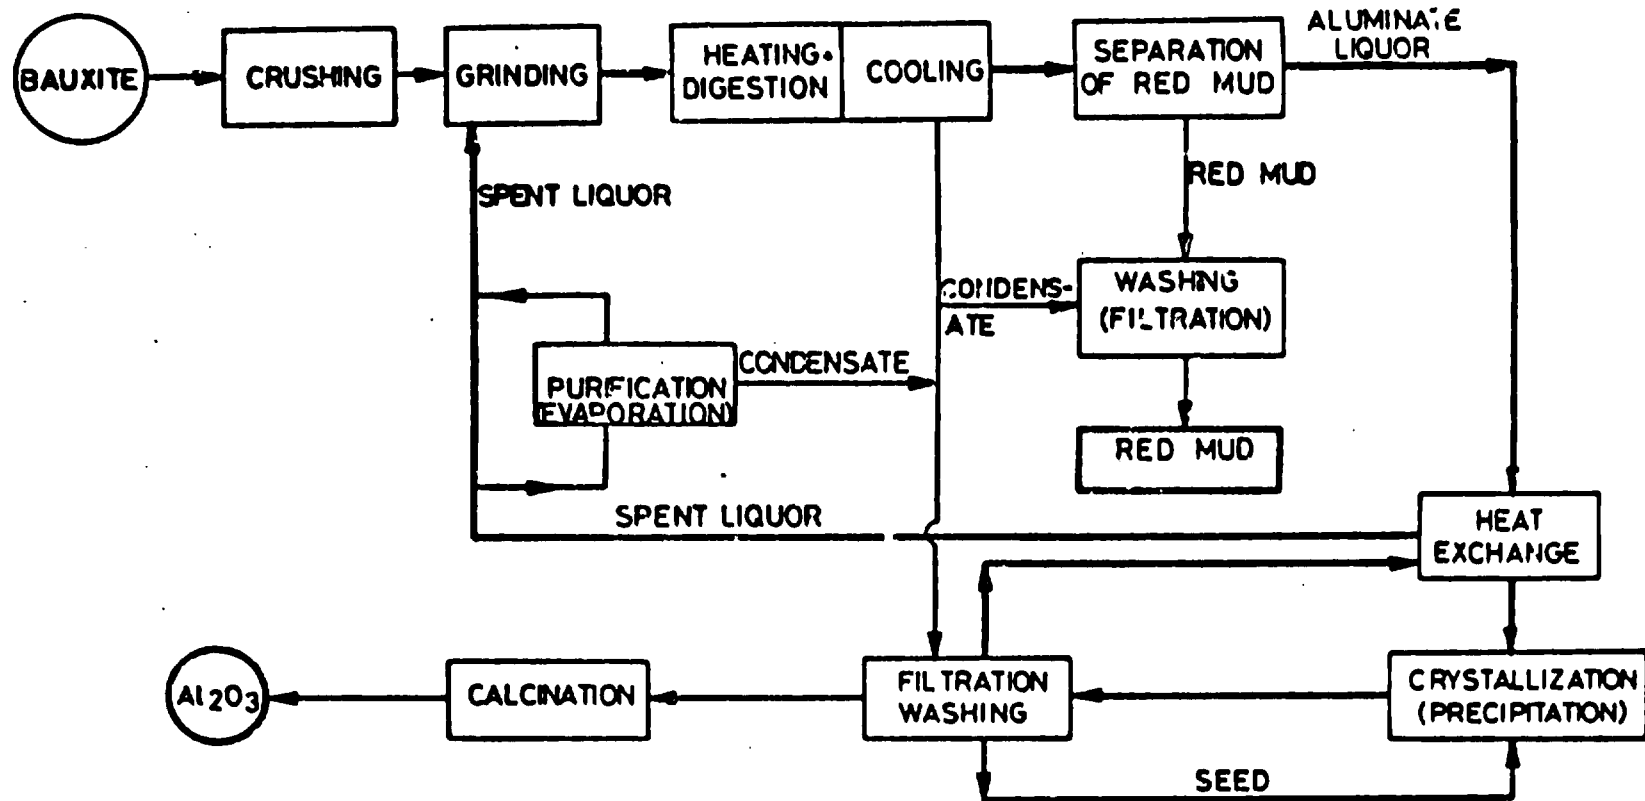 BAUXITE
CRUSHING
GRINDING
HEATING.
DIGESTION
COOLING
SEPARATION
OF RED MUD
ALUMINATE
LIQUOR
RED MUD
SPENT LIQUOR
CONDENS-
ATE
WASHING
(FILTRATION)
PURIFICATION
(EVAPORATION)
CONDENSATE
RED MUD
SPENT LIQUOR
HEAT
EXCHANGE
Al2O3
CALCINATION
FILTRATION
WASHING
CRYSTALLIZATION
(PRECIPITATION)
SEED